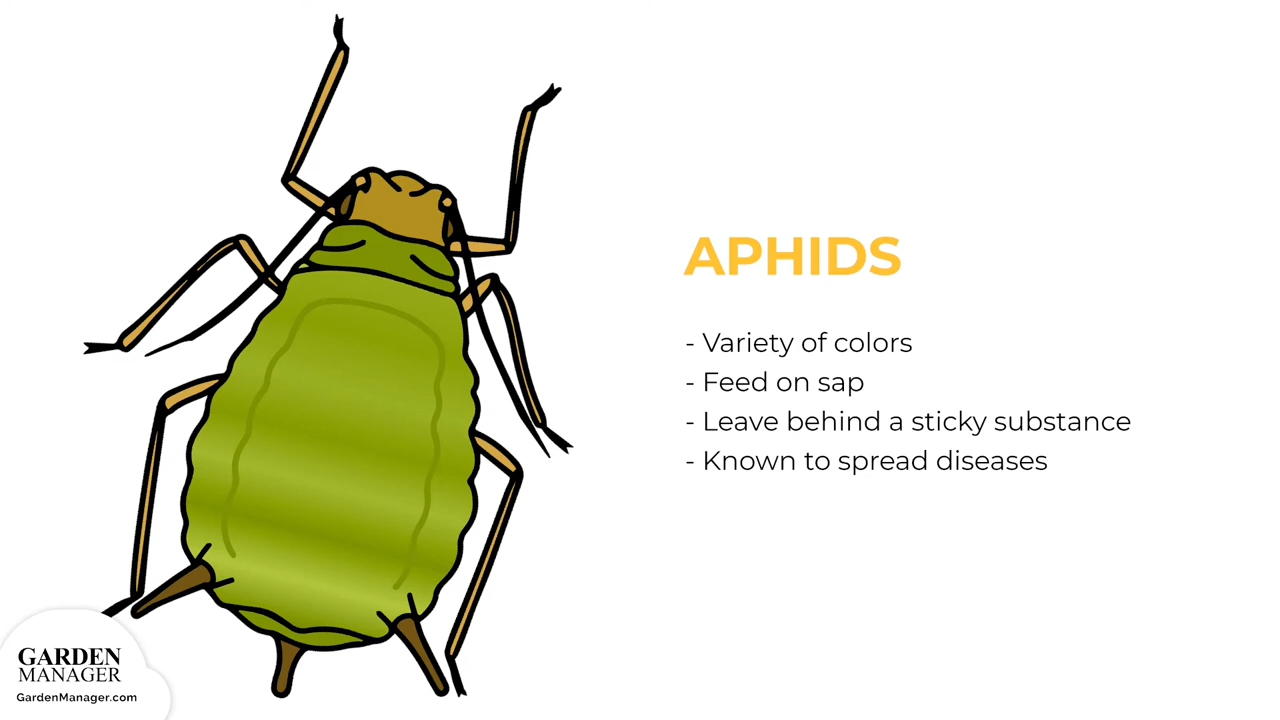 APHIDS
- Variety of colors
- Feed on sap
- Leave behind a sticky substance
- Known to spread diseases
GARDEN
MANAGER
GardenManager.com